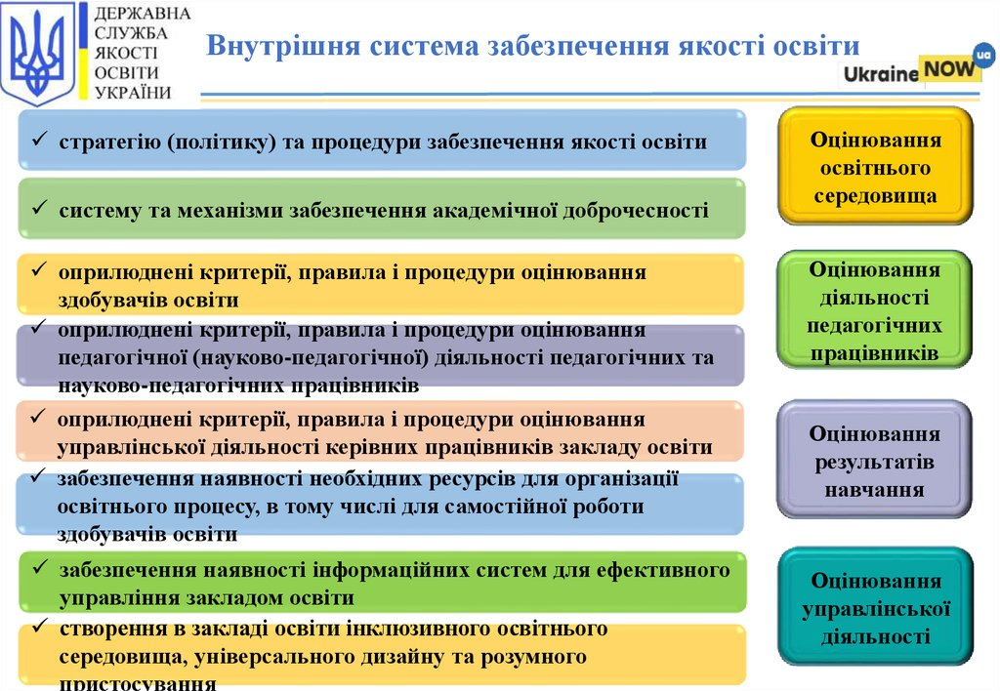 ДЕРЖАВНА
СЛУЖБА
ЯКОСТІ
ОСВІТИ
УКРАЇНИ
Внутрішня система забезпечення якості освіти
Ukraine NOW ua
✓ стратегію (політику) та процедури забезпечення якості освіти
✓ систему та механізми забезпечення академічної доброчесності
✓ оприлюднені критерії, правила і процедури оцінювання
здобувачів освіти
✓ оприлюднені критерії, правила і процедури оцінювання
педагогічної (науково-педагогічної) діяльності педагогічних та
науково-педагогічних працівників
✓ оприлюднені критерії, правила і процедури оцінювання
управлінської діяльності керівних працівників закладу освіти
✓ забезпечення наявності необхідних ресурсів для організації
освітнього процесу, в тому числі для самостійної роботи
здобувачів освіти
✓ забезпечення наявності інформаційних систем для ефективного
управління закладом освіти
✓ створення в закладі освіти інклюзивного освітнього
середовища, універсального дизайну та розумного
пристосування
Оцінювання
освітнього
середовища
Оцінювання
діяльності
педагогічних
працівників
Оцінювання
результатів
навчання
Оцінювання
управлінської
діяльності